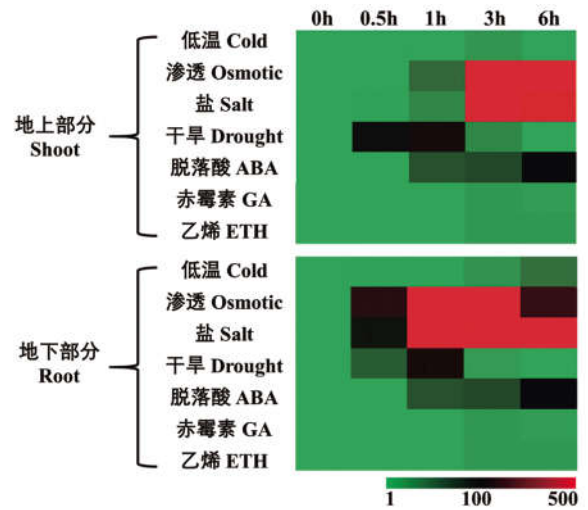 0h 0.5h 1h 3h 6h
低温 Cold
渗透 Osmotic
盐 Salt
地上部分
Shoot
干旱 Drought
脱落酸 ABA
赤霉素 GA
乙烯 ETH
低温 Cold
渗透 Osmotic
盐 Salt
地下部分
Root
干旱 Drought
脱落酸 ABA
赤霉素 GA
乙烯 ETH
1 100 500